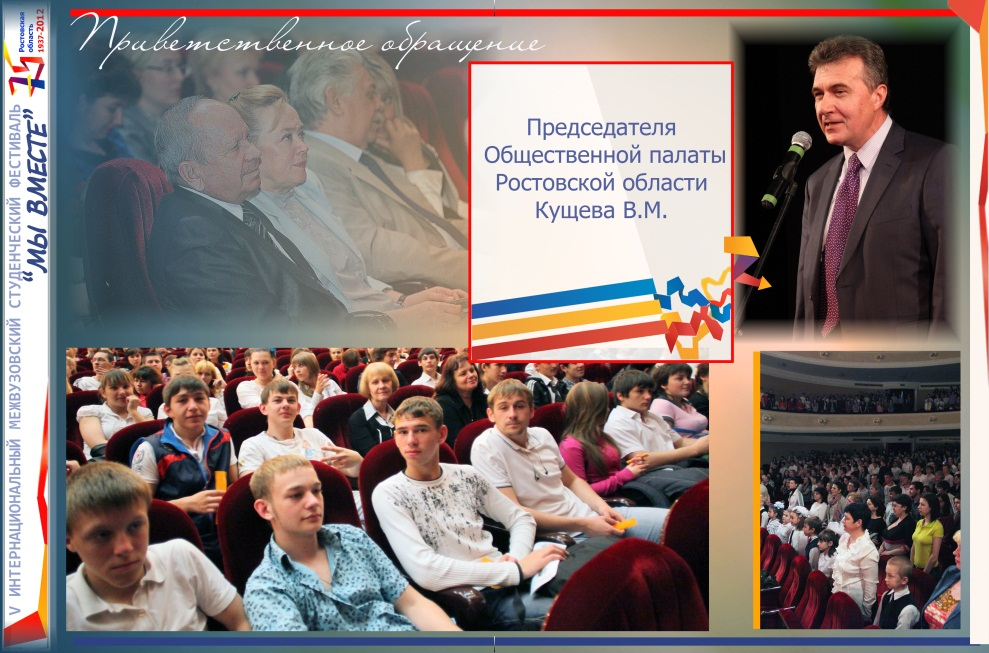 Приветственное обращение
Председателя
Общественной палаты
Ростовской области
Кущева В.М.
V ИНТЕРНАЦИОНАЛЬНЫЙ МЕЖВУЗОВСКИЙ СТУДЕНЧЕСКИЙ ФЕСТИВАЛЬ
“МЫ ВМЕСТЕ”
75
Ростовская
область
1937-2012